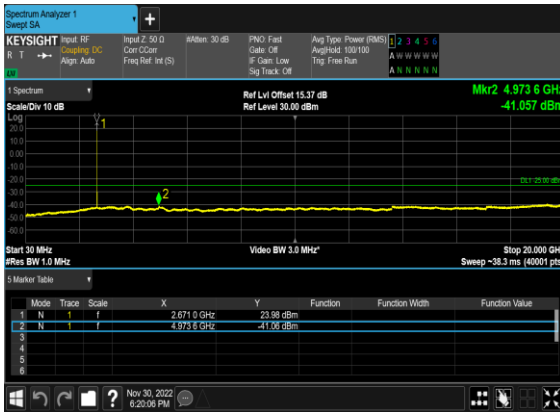 Spectrum Analyzer 1
Swept SA
KEYSIGHT
R T
LW
Input: RF
Coupling: DC
Align: Auto
Input Z: 50 Ω
Corr CCorr
Freq Ref: Int (S)
#Atten: 30 dB
PNO: Fast
Gate: Off
IF Gain: Low
Sig Track: Off
Avg Type: Power (RMS)
Avg|Hold: 100/100
Trig: Free Run
1 2 3 4 5 6
A W W W W W
A N N N N N
1 Spectrum
Scale/Div 10 dB
Ref Lvl Offset 15.37 dB
Ref Level 30.00 dBm
Mkr2 4.973 6 GHz
-41.057 dBm
Log
20.0
10.0
0.00
-10.0
-20.0
-30.0
-40.0
-50.0
-60.0
1
2
DL1 -25.00 dBm
Start 30 MHz
#Res BW 1.0 MHz
Video BW 3.0 MHz*
Stop 20.000 GHz
Sweep ~38.3 ms (40001 pts)
5 Marker Table
Mode Trace Scale X Y Function Function Width Function Value
1 N 1 f 2.671 0 GHz 23.98 dBm
2 N 1 f 4.973 6 GHz -41.06 dBm
3
4
5
6
?
Nov 30, 2022
6:20:06 PM